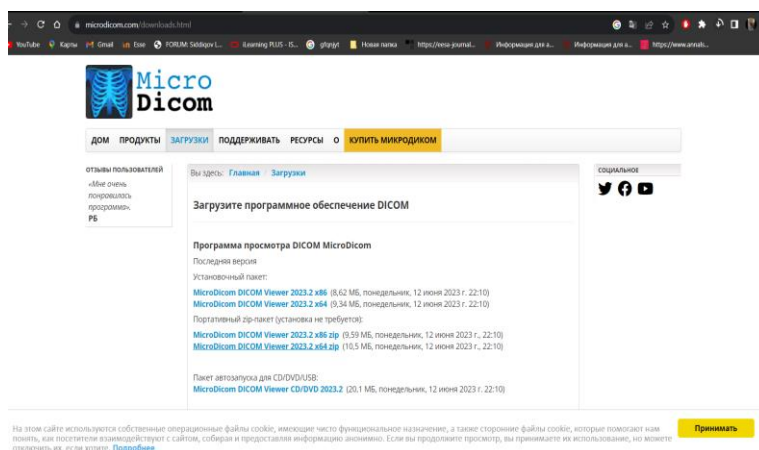 microdicom.com/downloads.html
YouTube Карты Gmail un Esse FORUM: Siddiqov L... iLearning PLUS - IS... Новая папка https://eesa-journal... Информация для а... Информация для а... https://www.annals...
Micro
Dicom
ДОМ ПРОДУКТЫ ЗАГРУЗКИ ПОДДЕРЖИВАТЬ РЕСУРСЫ О КУПИТЬ МИКРОДИКОМ
ОТЗЫВЫ ПОЛЬЗОВАТЕЛЕЙ
«Мне очень
понравилась
программа».
РБ
Вы здесь: Главная Загрузки
Загрузите программное обеспечение DICOM
Программа просмотра DICOM MicroDicom
Последняя версия
Установочный пакет:
MicroDicom DICOM Viewer 2023.2 x86 (8,62 МБ, понедельник, 12 июня 2023 г. 22:10)
MicroDicom DICOM Viewer 2023.2 x64 (9,34 МБ, понедельник, 12 июня 2023 г. 22:10)
Портативный zip-пакет (установка не требуется):
MicroDicom DICOM Viewer 2023.2 x86 zip (9,59 МБ, понедельник, 12 июня 2023 г., 22:10)
MicroDicom DICOM Viewer 2023.2 x64 zip (10,5 МБ, понедельник, 12 июня 2023 г., 22:10)
Пакет автозапуска для CD/DVD/USB:
MicroDicom DICOM Viewer CD/DVD 2023.2 (20,1 МБ, понедельник, 12 июня 2023 г. 22:10)
СОЦИАЛЬНОЕ
На этом сайте используются собственные операционные файлы cookie, имеющие чисто функциональное назначение, а также сторонние файлы cookie, которые помогают нам
понять, как посетители взаимодействуют с сайтом, собирая и предоставляя информацию анонимно. Если вы продолжите просмотр, вы принимаете их использование, но можете
отключить их, если хотите. Подробнее
Принимать